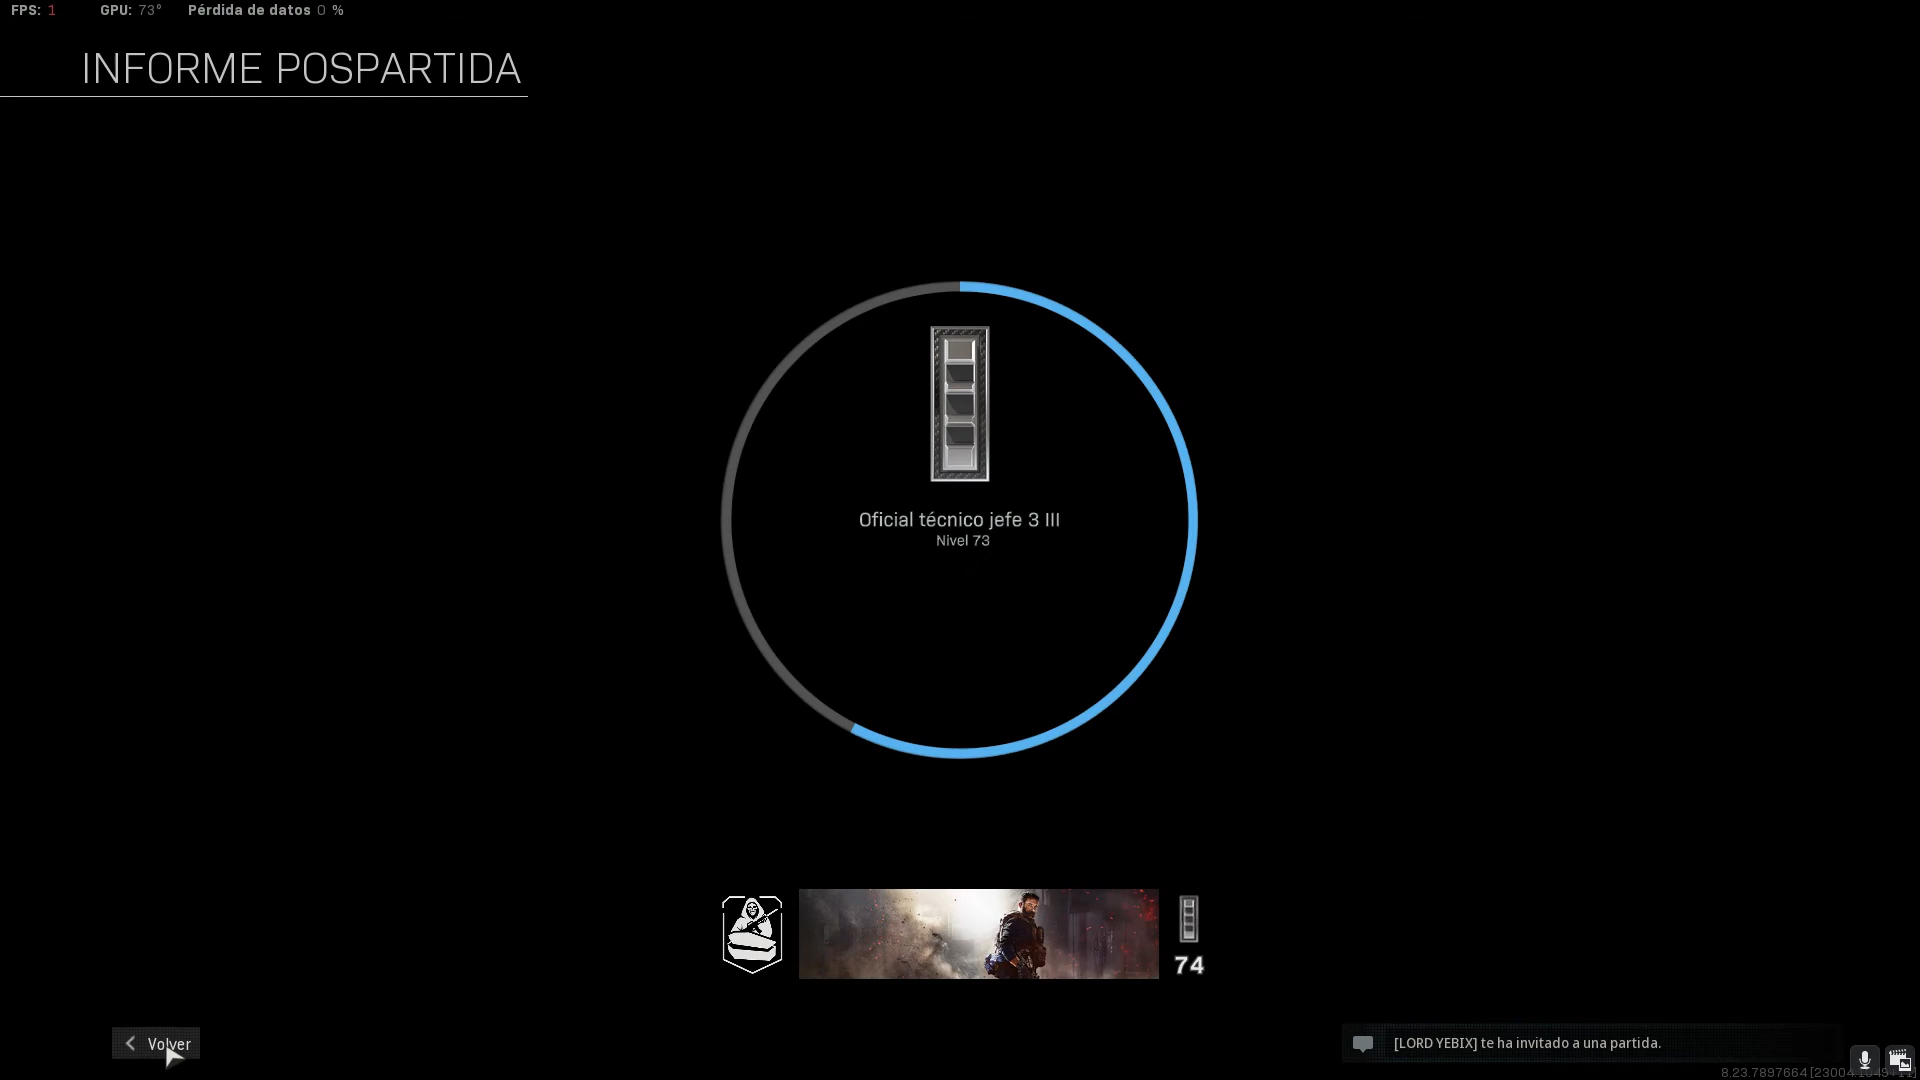 FPS: 1 GPU: 73° Pérdida de datos 0 %
INFORME POSPARTIDA
Oficial técnico jefe 3 III
Nivel 73
74
Volver
[LORD YEBIX] te ha invitado a una partida.